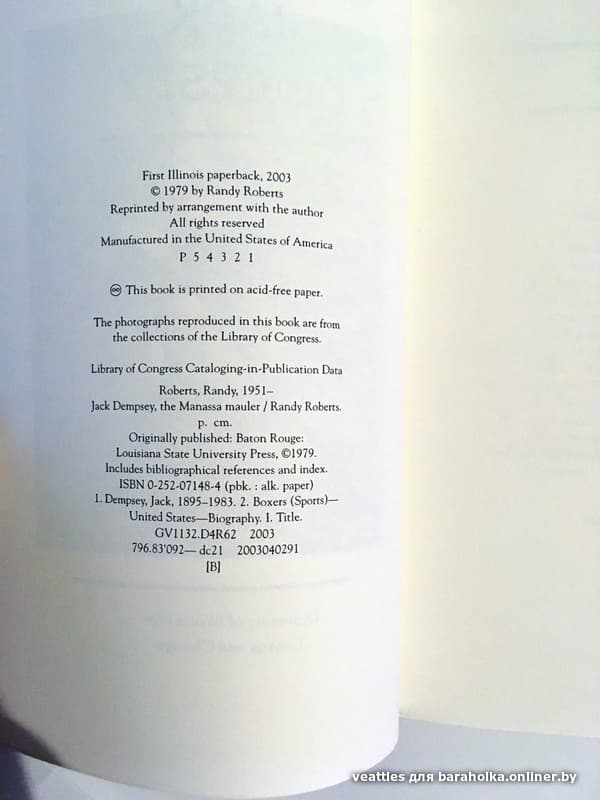 First Illinois paperback, 2003
© 1979 by Randy Roberts
Reprinted by arrangement with the author
All rights reserved
Manufactured in the United States of America
P 5 4 3 2 1
♾ This book is printed on acid-free paper.
The photographs reproduced in this book are from
the collections of the Library of Congress.
Library of Congress Cataloging-in-Publication Data
Roberts, Randy, 1951–
Jack Dempsey, the Manassa mauler / Randy Roberts.
p. cm.
Originally published: Baton Rouge:
Louisiana State University Press, ©1979.
Includes bibliographical references and index.
ISBN 0-252-07148-4 (pbk. : alk. paper)
1. Dempsey, Jack, 1895–1983. 2. Boxers (Sports)—
United States—Biography. I. Title.
GV1132.D4R62 2003
796.83'092—dc21 2003040291
[B]
veattles для baraholka.onliner.by